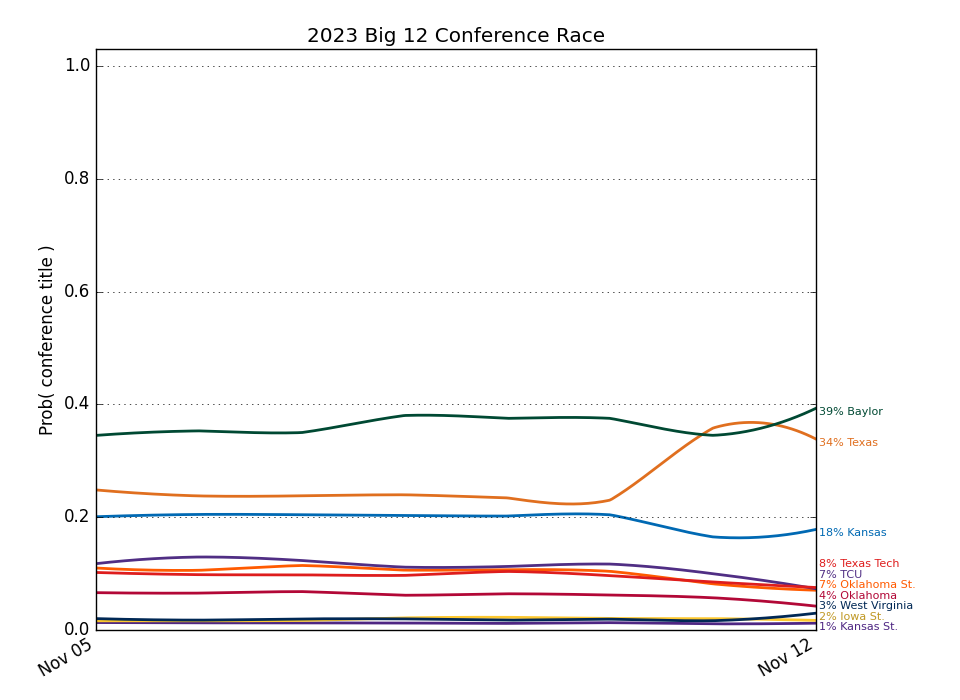 2023 Big 12 Conference Race
Prob( conference title )
1.0
0.8
0.6
0.4
0.2
0.0
Nov 05
Nov 12
39% Baylor
34% Texas
18% Kansas
8% Texas Tech
7% TCU
7% Oklahoma St.
4% Oklahoma
3% West Virginia
2% Iowa St.
1% Kansas St.